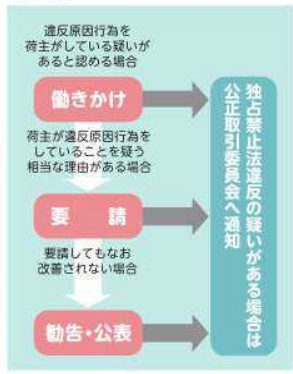 違反原因行為を
荷主がしている疑いが
あると認める場合
働きかけ
荷主が違反原因行為を
していることを疑う
相当な理由がある場合
要 請
要請してもなお
改善されない場合
勧告・公表
独占禁止法違反の疑いがある場合は
公正取引委員会へ通知